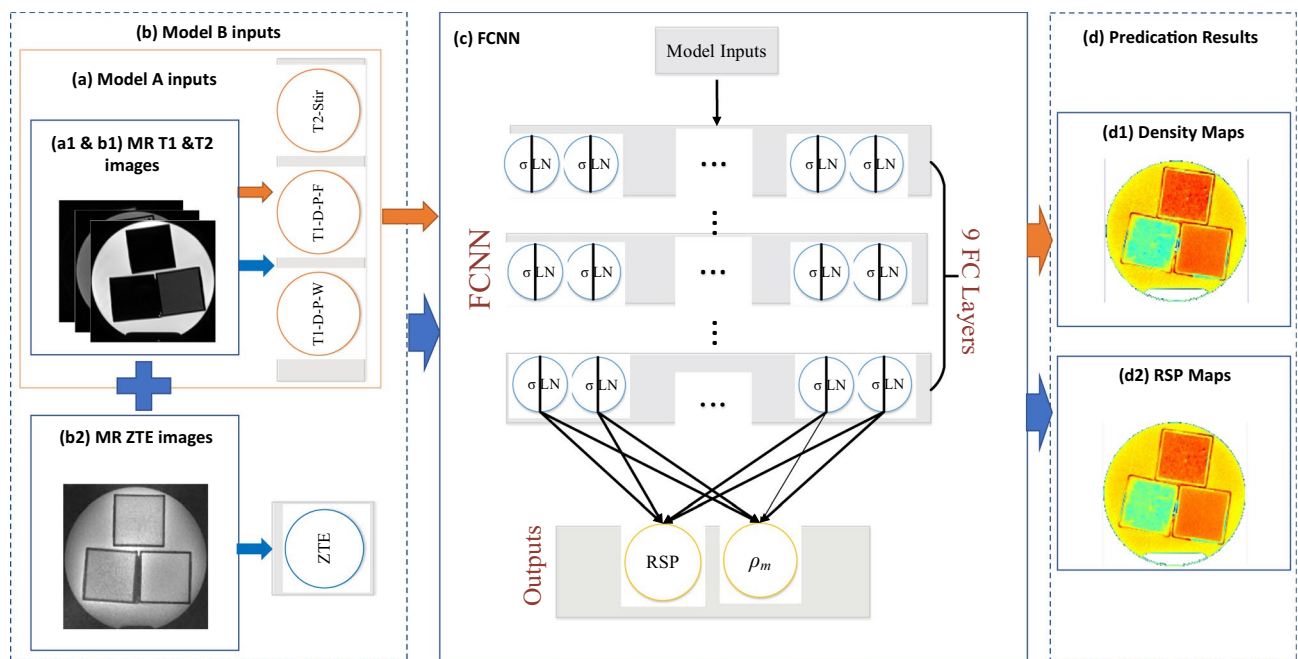 (b) Model B inputs
(a) Model A inputs
(a1 & b1) MR T1 &T2
images
T2-Stir
T1-D-P-F
T1-D-P-W
(b2) MR ZTE images
ZTE
(c) FCNN
Model Inputs
σ LN σ LN ... σ LN σ LN
...
FCNN
σ LN σ LN ... σ LN σ LN
...
σ LN σ LN ... σ LN σ LN
9 FC Layers
Outputs
RSP
ρm
(d) Predication Results
(d1) Density Maps
(d2) RSP Maps